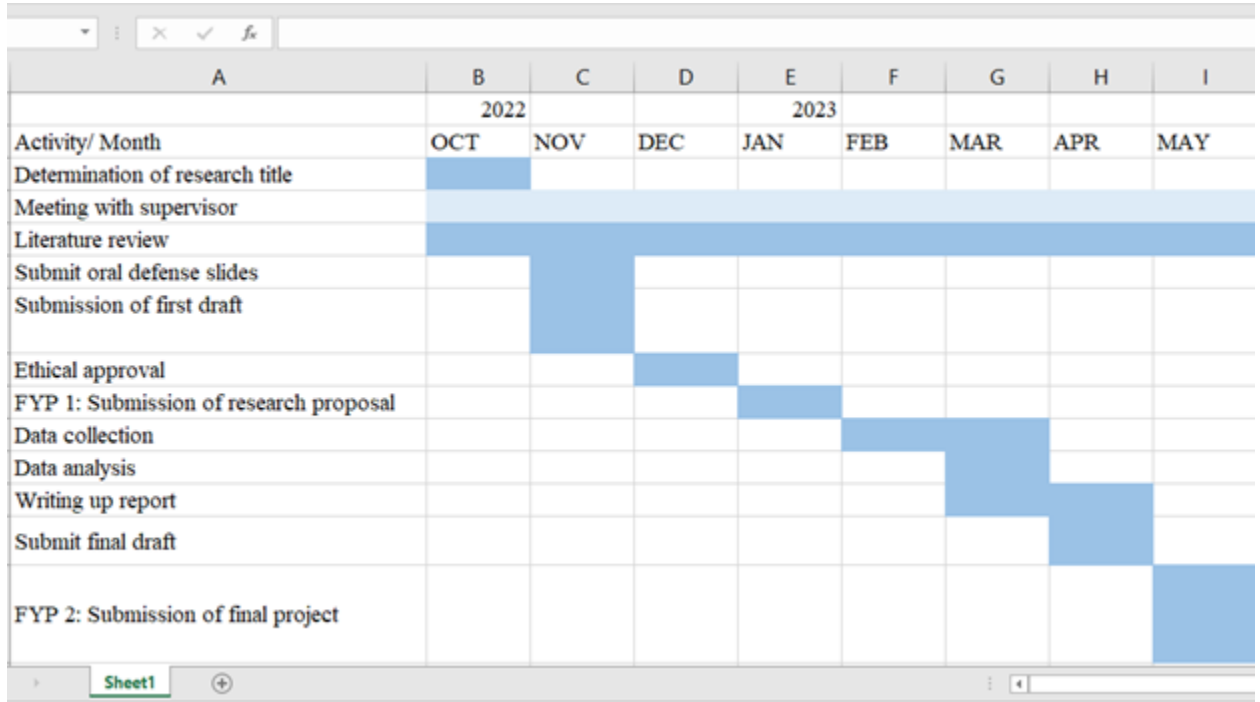 fx
A B C D E F G H I
2022 2023
Activity/ Month OCT NOV DEC JAN FEB MAR APR MAY
Determination of research title
Meeting with supervisor
Literature review
Submit oral defense slides
Submission of first draft
Ethical approval
FYP 1: Submission of research proposal
Data collection
Data analysis
Writing up report
Submit final draft
FYP 2: Submission of final project
Sheet1